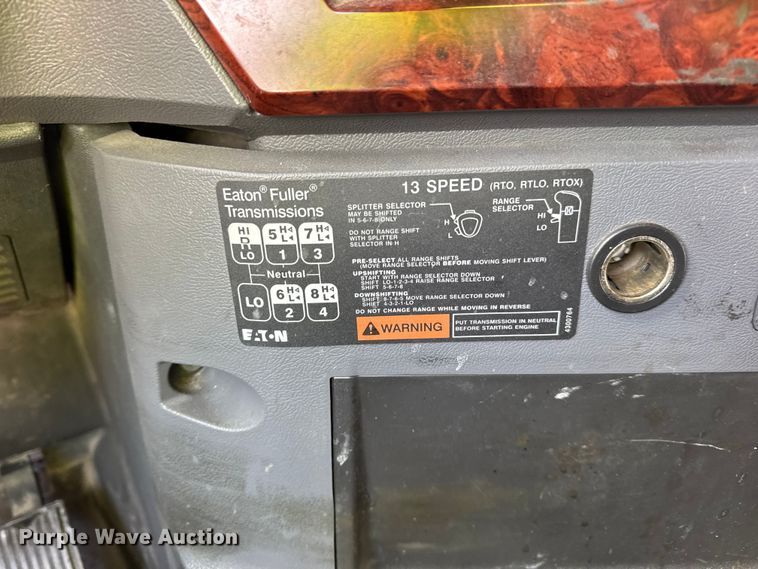 Eaton® Fuller®
Transmissions
13 SPEED (RTO, RTLO, RTOX)
SPLITTER SELECTOR
MAY BE SHIFTED
IN 5-6-7-8 ONLY
DO NOT RANGE SHIFT
WITH SPLITTER
SELECTOR IN H
H
L
RANGE
SELECTOR
HI
LO
HI 5 H 7 H
R L L
LO 1 3
Neutral
LO 6 H 8 H
L L
2 4
PRE-SELECT ALL RANGE SHIFTS
(MOVE RANGE SELECTOR BEFORE MOVING SHIFT LEVER)
UPSHIFTING
START WITH RANGE SELECTOR DOWN
SHIFT LO-1-2-3-4 RAISE RANGE SELECTOR
SHIFT 5-6-7-8
DOWNSHIFTING
SHIFT 8-7-6-5 MOVE RANGE SELECTOR DOWN
SHIFT 4-3-2-1-LO
DO NOT CHANGE RANGE WHILE MOVING IN REVERSE
WARNING
PUT TRANSMISSION IN NEUTRAL
BEFORE STARTING ENGINE
4300764
EATON
Purple Wave Auction